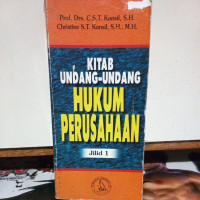 Prof. Drs. C.S.T. Kansil, S.H.
Christine S.T. Kansil, S.H., M.H.
KITAB
UNDANG-UNDANG
HUKUM
PERUSAHAAN
Jilid 1